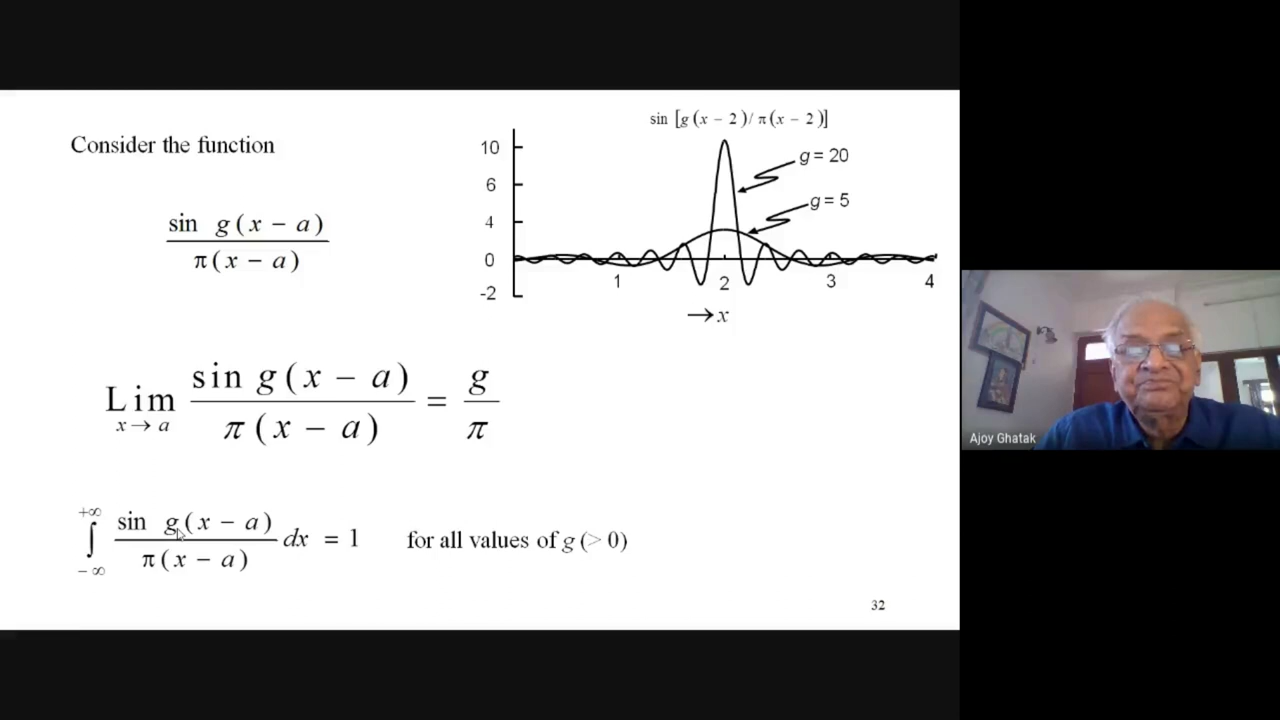 Consider the function
sin g(x − a)
π(x − a)
sin [g(x − 2)/π(x − 2)]
10
6
4
0
-2
1
2
3
4
g = 20
g = 5
→ x
Lim x→a sin g(x − a) / π(x − a) = g / π
+∞
∫ sin g(x − a) / π(x − a) dx = 1 for all values of g (> 0)
− ∞
32
Ajoy Ghatak